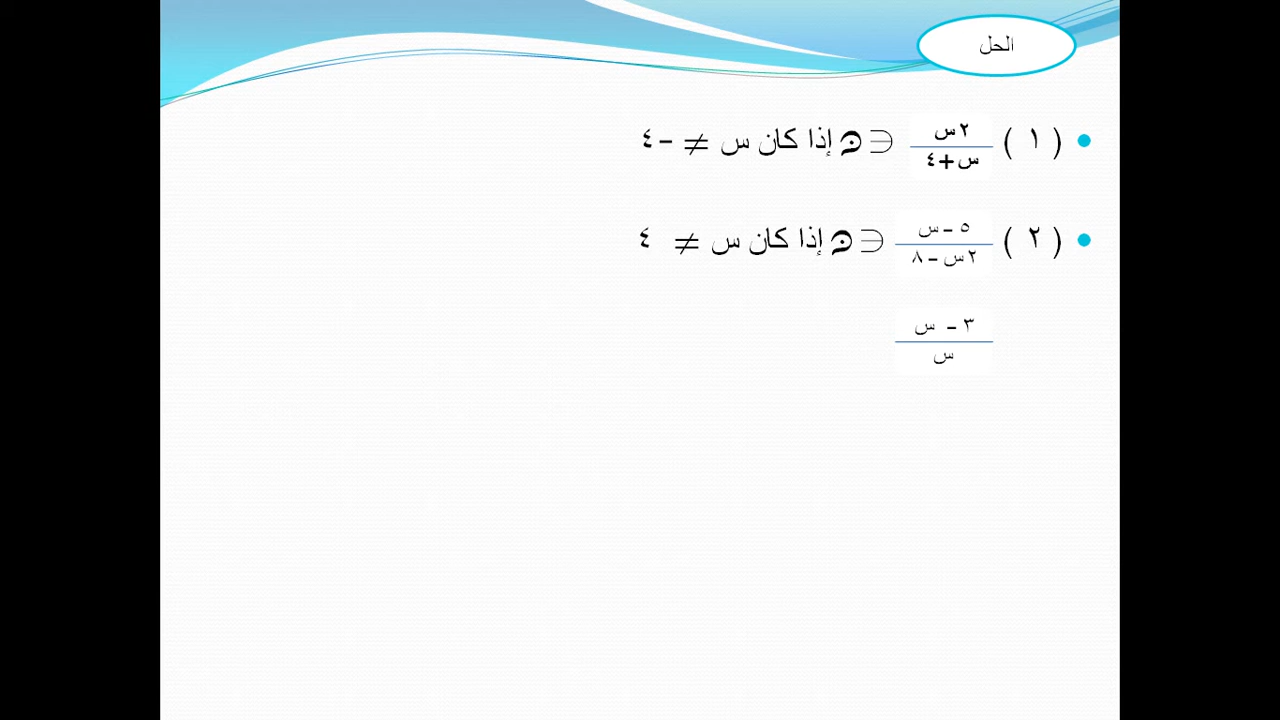 الحل
( ١ ) ٢س / س+٤ ∋ ن إذا كان س ≠ -٤
( ٢ ) ٥ - س / ٢س - ٨ ∋ ن إذا كان س ≠ ٤
٣ - س / س